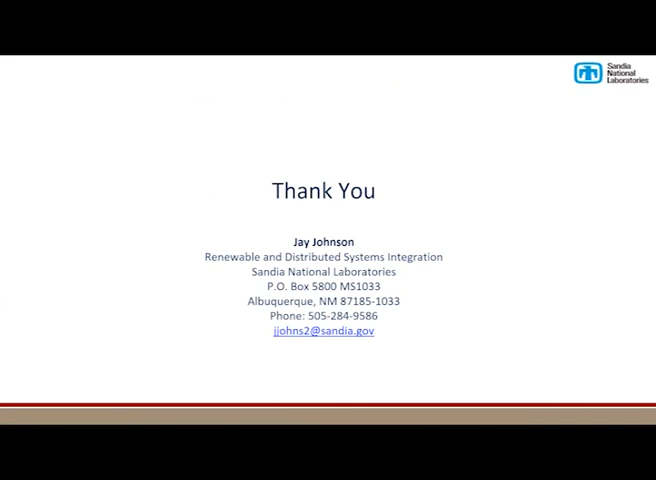 Sandia
National
Laboratories
Thank You
Jay Johnson
Renewable and Distributed Systems Integration
Sandia National Laboratories
P.O. Box 5800 MS1033
Albuquerque, NM 87185-1033
Phone: 505-284-9586
jjohns2@sandia.gov